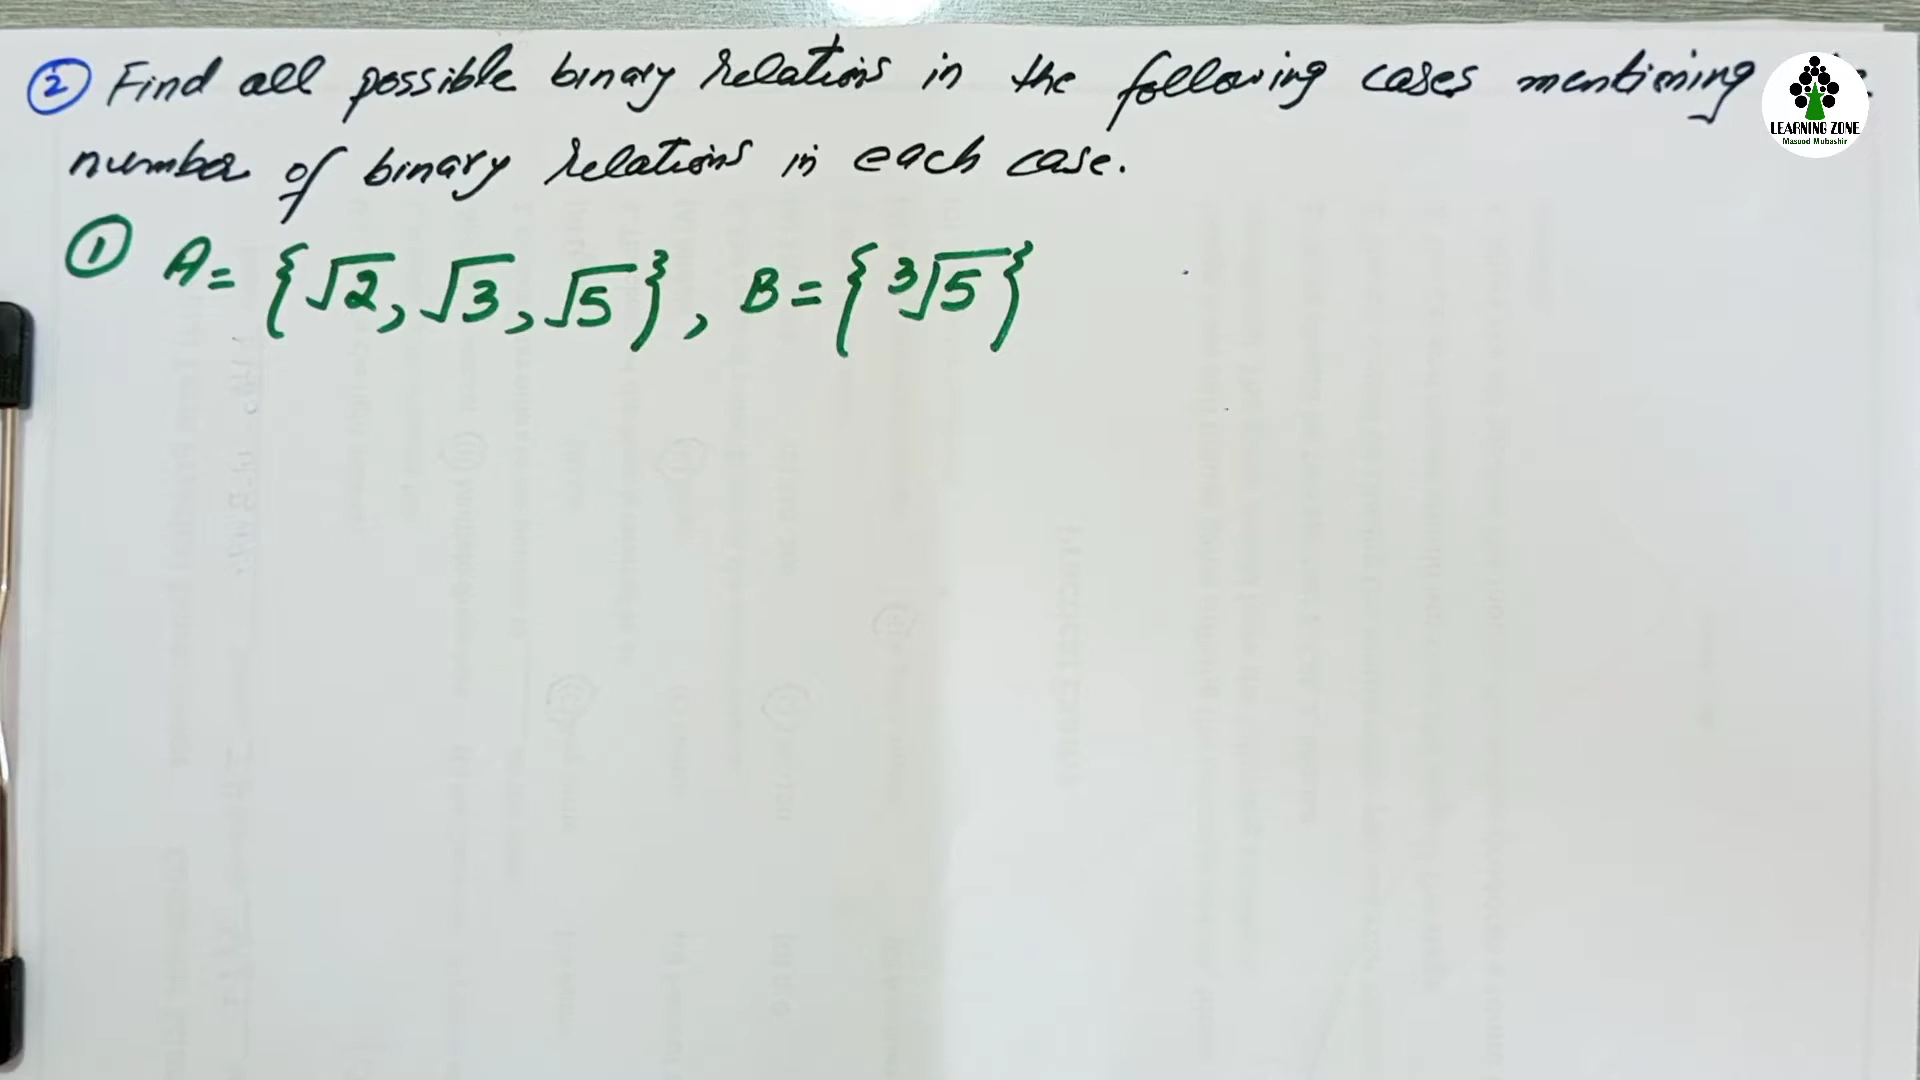 ② Find all possible binary relations in the following cases mentioning
number of binary relations in each case.
① A = {√2, √3, √5}, B = {³√5}
LEARNING ZONE
Masood Mubashir